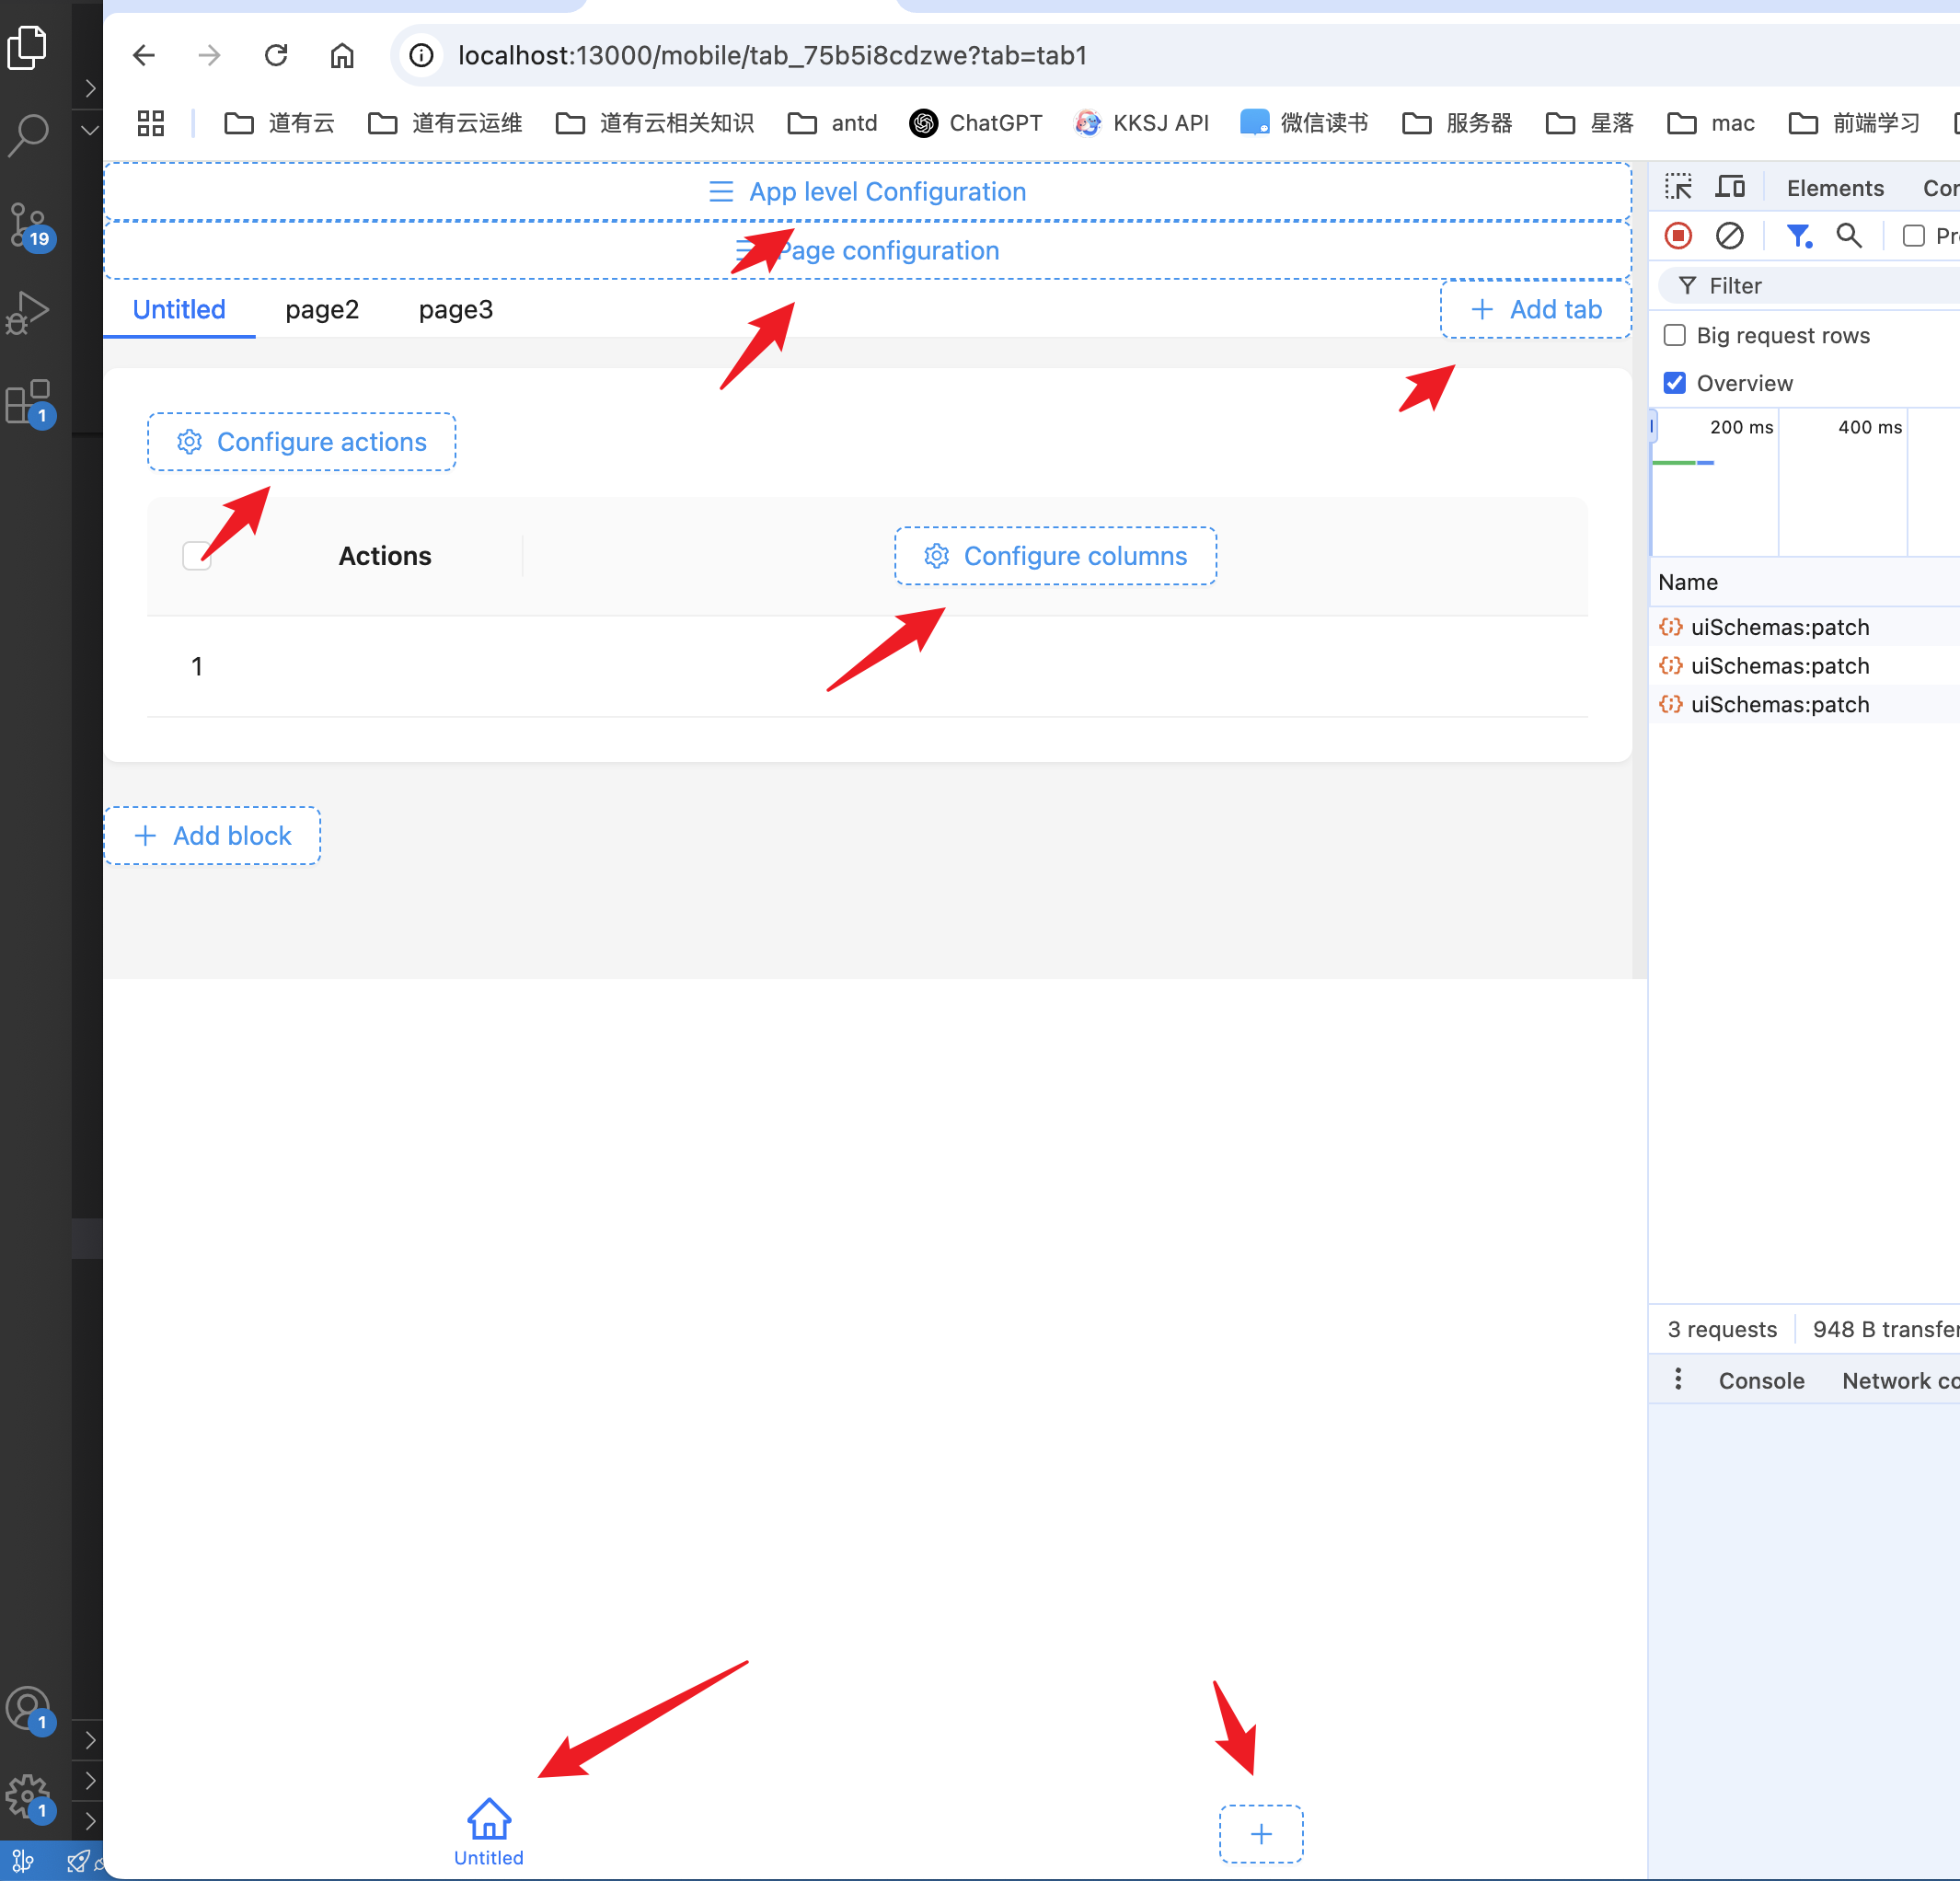 localhost:13000/mobile/tab_75b5i8cdzwe?tab=tab1
道有云 道有云运维 道有云相关知识 antd ChatGPT KKSJ API 微信读书 服务器 星落 mac 前端学习
App level Configuration
Page configuration
Untitled page2 page3 Add tab
Configure actions
Actions Configure columns
1
Add block
Untitled
19
1
1
1
Elements
Filter
Big request rows
Overview
200 ms 400 ms
Name
uiSchemas:patch
uiSchemas:patch
uiSchemas:patch
3 requests 948 B
Console Network